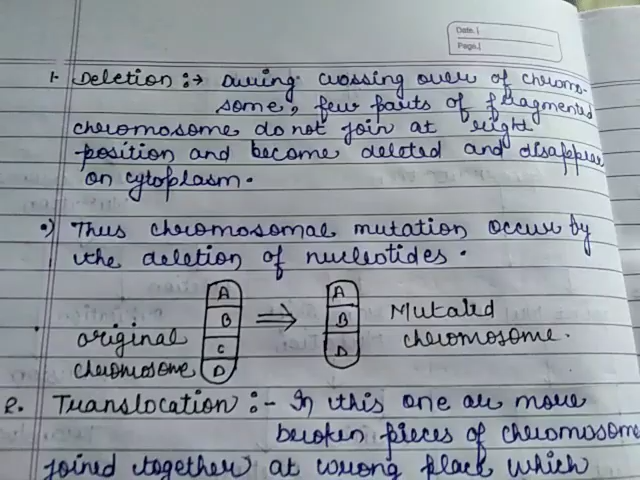 Date.
Page.
1. Deletion :→ During crossing over of chromo-
some, few parts of fragmented
chromosome do not join at right
position and become deleted and disappear
on cytoplasm.
•) Thus chromosomal mutation occur by
the deletion of nucleotides.
A A
B ⇒ B Mutated
original C D chromosome.
chromosome D
2. Translocation :- In this one or more
broken pieces of chromosome
joined together at wrong place which